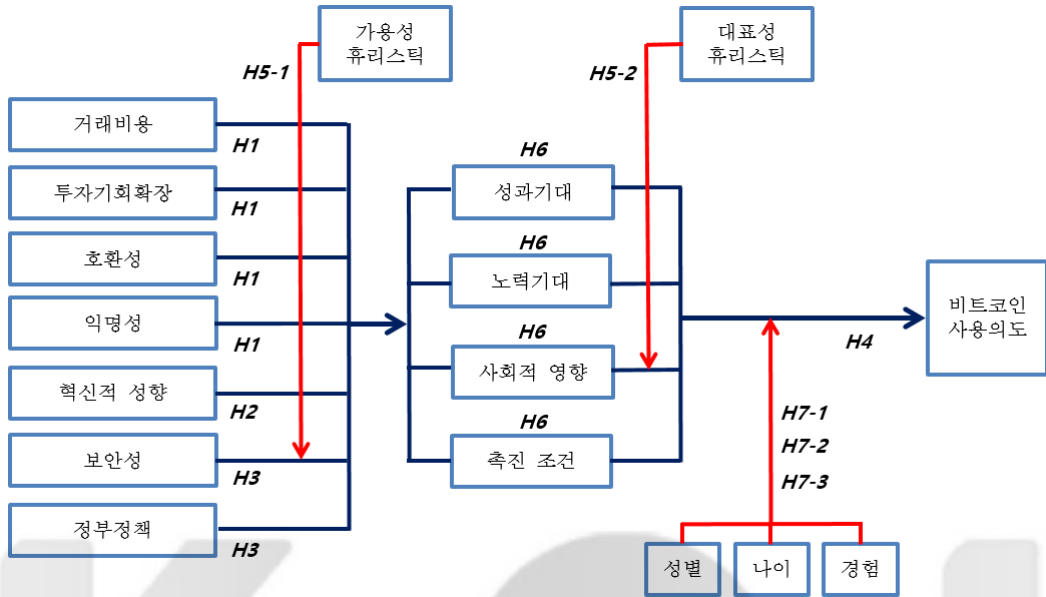 가용성
휴리스틱
대표성
휴리스틱
H5-1
H5-2
거래비용
H1
투자기회확장
H1
호환성
H1
익명성
H1
혁신적 성향
H2
보안성
H3
정부정책
H3
H6
성과기대
H6
노력기대
H6
사회적 영향
H6
촉진 조건
비트코인
사용의도
H4
H7-1
H7-2
H7-3
성별
나이
경험